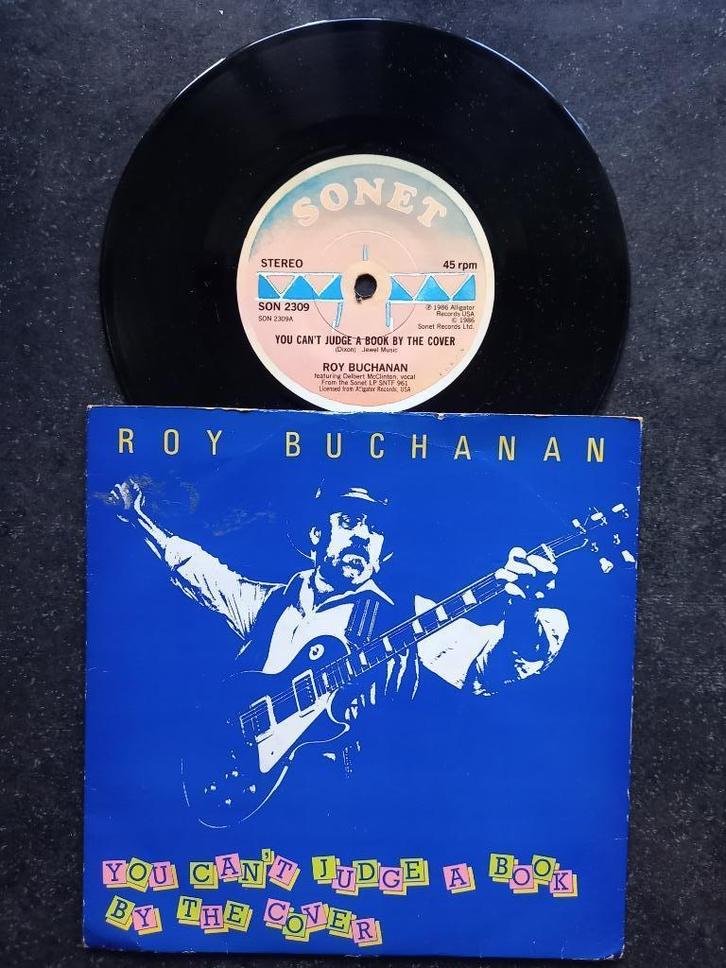 SONET
STEREO
45 rpm
SON 2309
SON 2309A
℗ 1986 Alligator
Records USA
© 1986
Sonet Records Ltd.
YOU CAN'T JUDGE A BOOK BY THE COVER
(Dixon) Jewel Music
ROY BUCHANAN
featuring Delbert McClinton, vocal
From the Sonet LP SNTF 961
Licensed from Alligator Records, USA
ROY BUCHANAN
YOU CAN'T JUDGE A BOOK
BY THE COVER